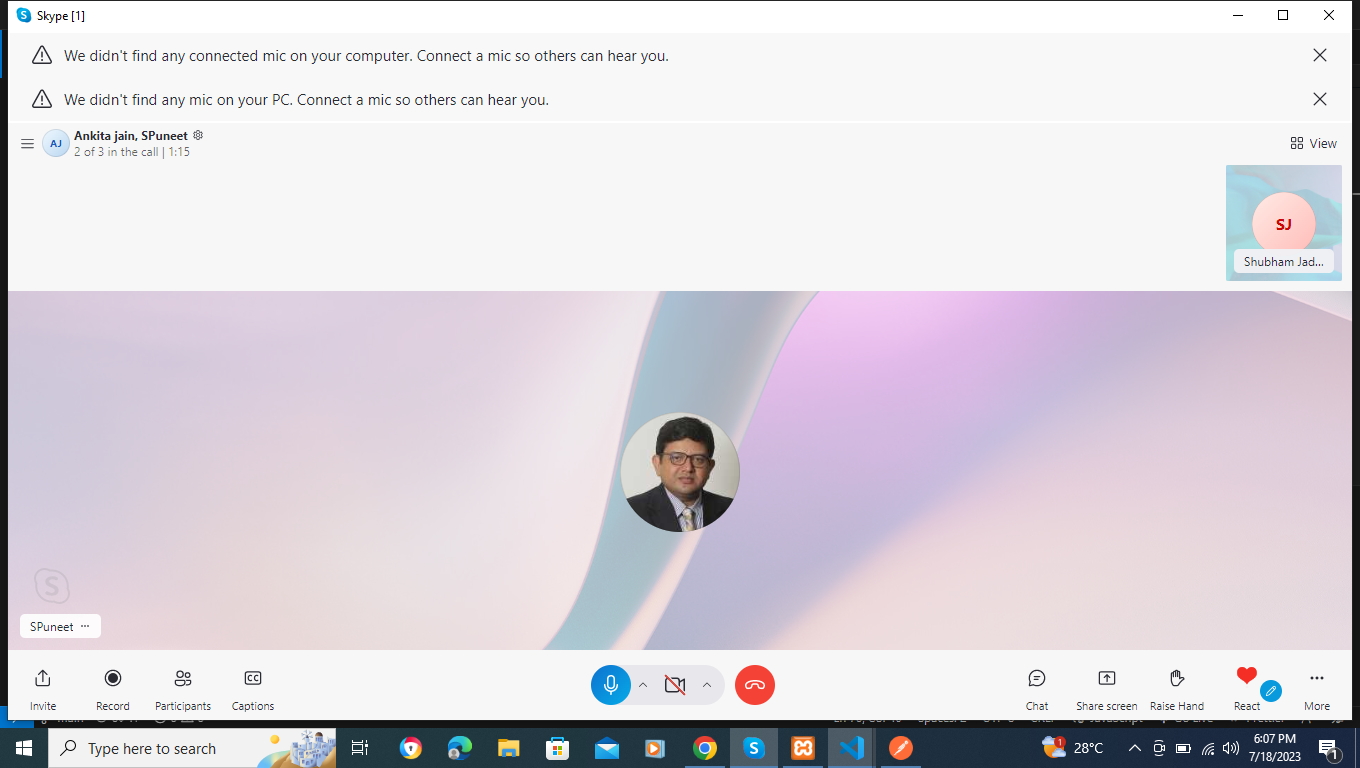 Skype [1]
We didn't find any connected mic on your computer. Connect a mic so others can hear you.
We didn't find any mic on your PC. Connect a mic so others can hear you.
AJ
Ankita jain, SPuneet
2 of 3 in the call | 1:15
View
SJ
Shubham Jad...
SPuneet ...
Invite
Record
Participants
CC
Captions
Chat
Share screen
Raise Hand
React
More
Type here to search
1
28°C
6:07 PM
7/18/2023
1